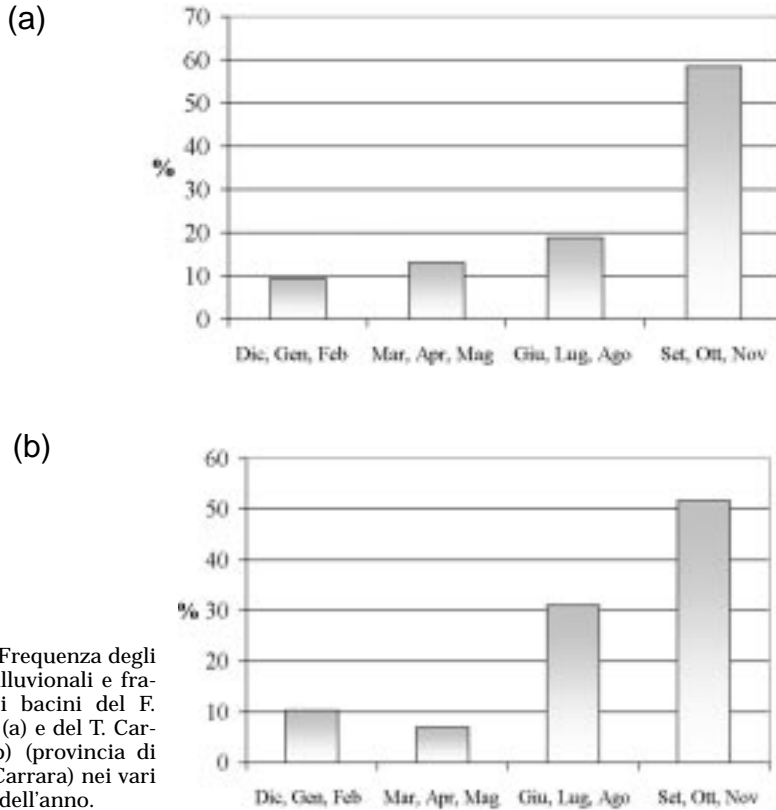 (a)
70
60
50
40
30
20
10
0
%
Dic, Gen, Feb Mar, Apr, Mag Giu, Lug, Ago Set, Ott, Nov
(b)
60
50
40
30
20
10
0
%
Dic, Gen, Feb Mar, Apr, Mag Giu, Lug, Ago Set, Ott, Nov
Frequenza degli
lluvionali e fra-
i bacini del F.
(a) e del T. Car-
o) (provincia di
Carrara) nei vari
dell'anno.